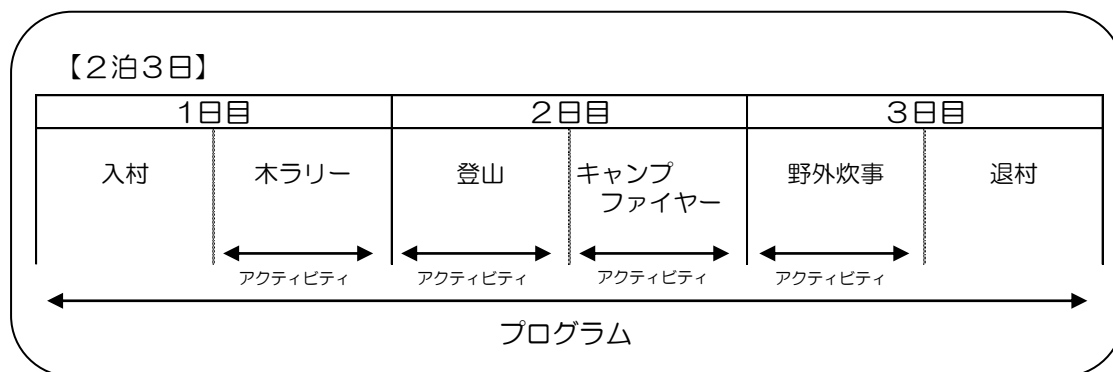 【２泊３日】
１日目 ２日目 ３日目
入村 木ラリー 登山 キャンプ 野外炊事 退村
ファイヤー
アクティビティ アクティビティ アクティビティ アクティビティ
プログラム